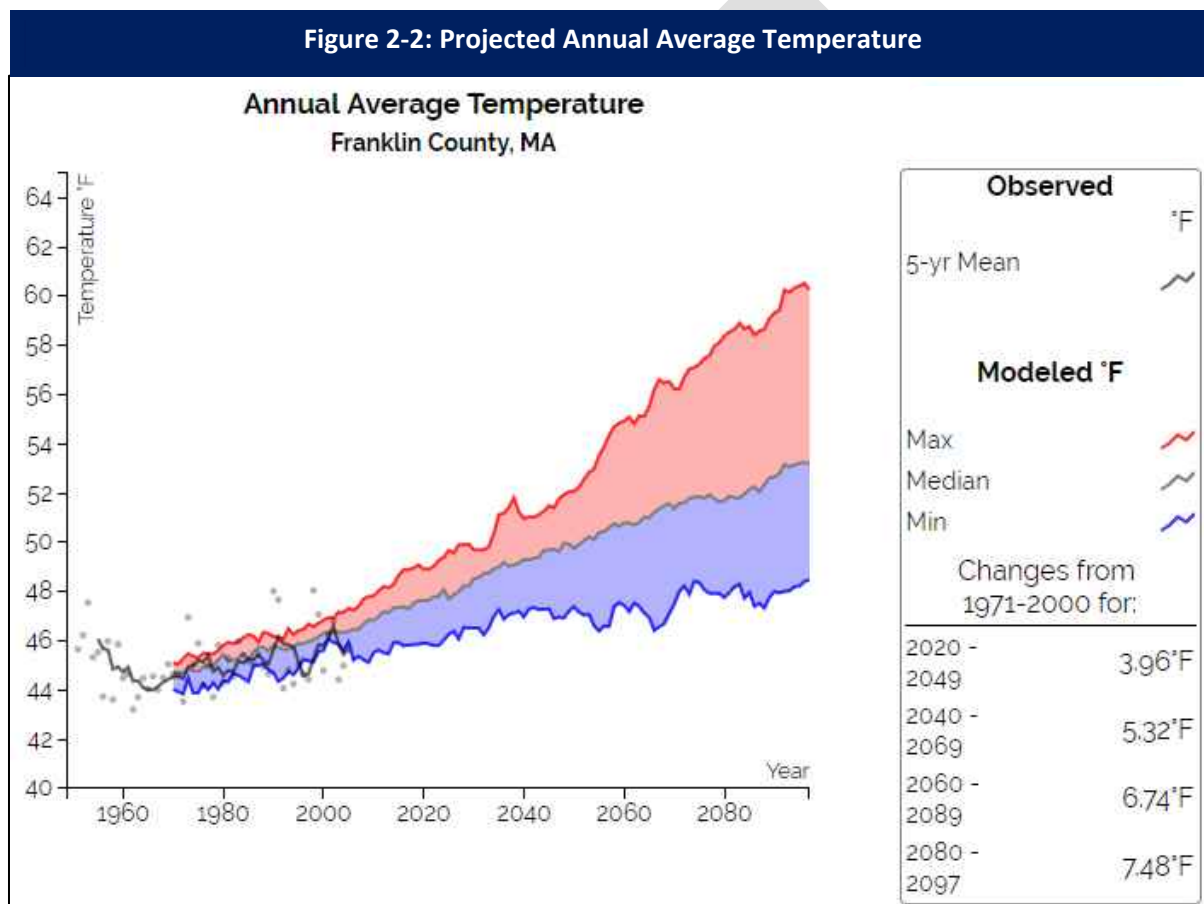 Figure 2-2: Projected Annual Average Temperature
Annual Average Temperature
Franklin County, MA
Temperature °F
64
62
60
58
56
54
52
50
48
46
44
42
40
Year
1960
1980
2000
2020
2040
2060
2080
Observed
°F
5-yr Mean
Modeled °F
Max
Median
Min
Changes from
1971-2000 for:
2020 -
2049
3.96°F
2040 -
2069
5.32°F
2060 -
2089
6.74°F
2080 -
2097
7.48°F